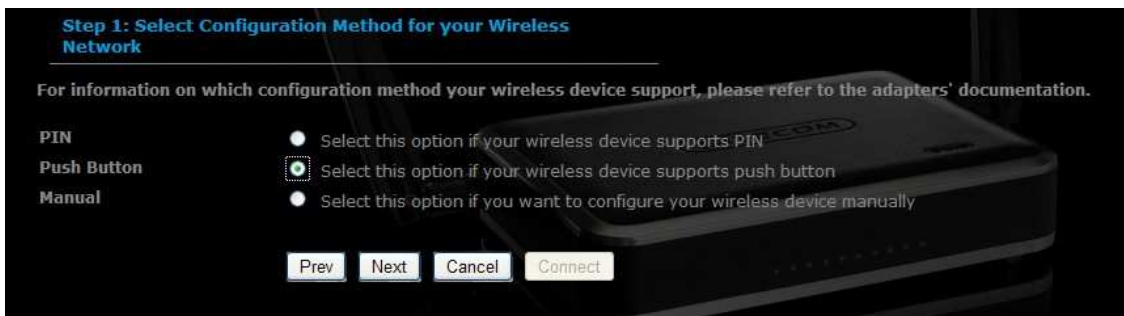 Step 1: Select Configuration Method for your Wireless
Network
For information on which configuration method your wireless device support, please refer to the adapters' documentation.
PIN Select this option if your wireless device supports PIN
Push Button Select this option if your wireless device supports push button
Manual Select this option if you want to configure your wireless device manually
Prev Next Cancel Connect